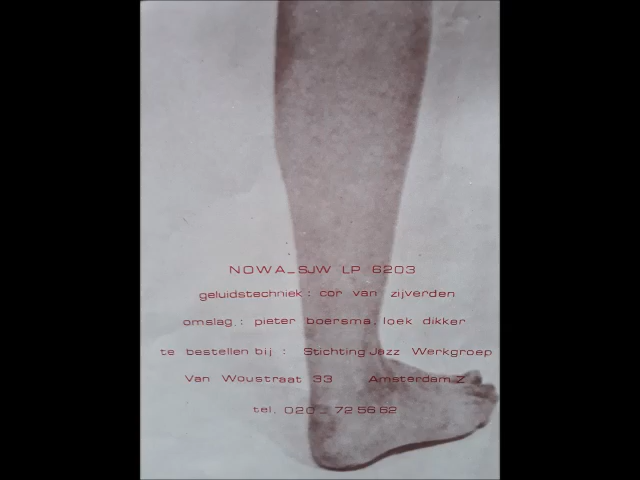 NOWA_SJW LP 6203
geluidstechniek: cor van zijverden
omslag: pieter boersma, loek dikker
te bestellen bij: Stichting Jazz Werkgroep
Van Woustraat 33 Amsterdam Z
tel. 020 - 72 56 62